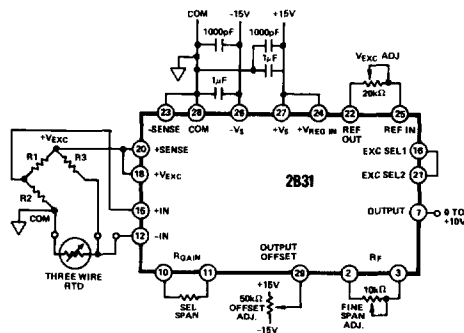 COM -15V +15V
1000pF 1000pF
1µF 1µF
VEXC ADJ
20kΩ
23 28 26 27 24 22 25
-SENSE COM -VS +VS +VREG IN REF OUT REF IN
+VEXC
20 +SENSE
EXC SEL1 16
R1 R3
18 +VEXC
2B31
EXC SEL2 21
R2
15 +IN
OUTPUT 7 0 TO +10V
COM
12 -IN
THREE WIRE RTD
RGAIN OUTPUT OFFSET RF
10 11 29 2 3
SEL SPAN
+15V
50kΩ OFFSET ADJ.
-15V
10kΩ
FINE SPAN ADJ.